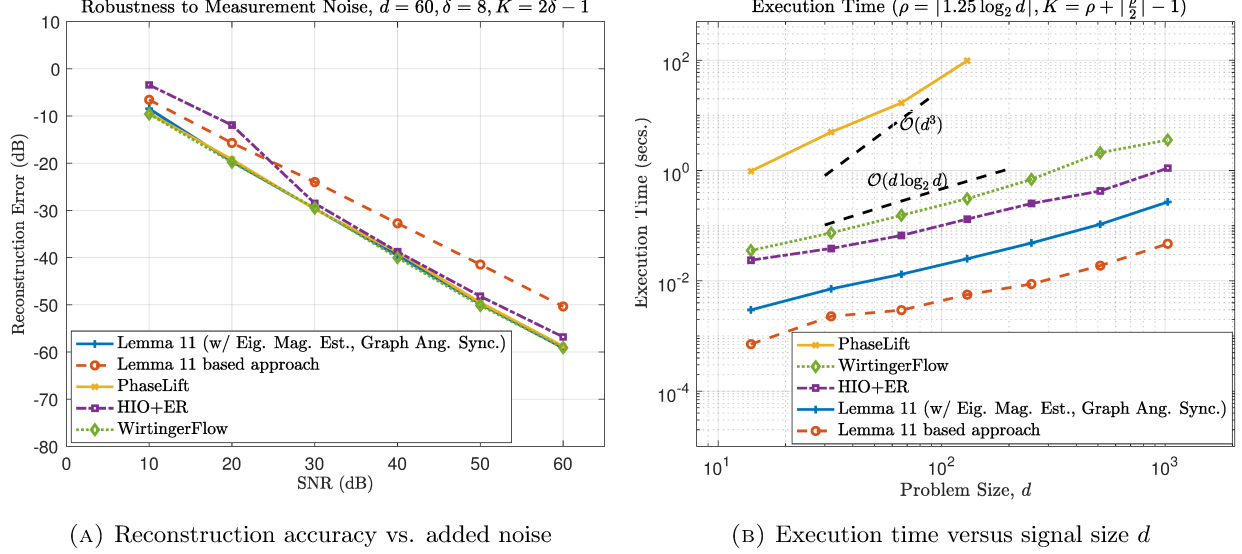 Robustness to Measurement Noise, d = 60, δ = 8, K = 2δ − 1
10
0
-10
-20
-30
-40
-50
-60
-70
-80
Reconstruction Error (dB)
Lemma 11 (w/ Eig. Mag. Est., Graph Ang. Sync.)
Lemma 11 based approach
PhaseLift
HIO+ER
WirtingerFlow
0 10 20 30 40 50 60
SNR (dB)
(A) Reconstruction accuracy vs. added noise
Execution Time (ρ = ⌊1.25 log₂ d⌋, K = ρ + ⌊ρ/2⌋ − 1)
10²
10⁰
10⁻²
10⁻⁴
Execution Time (secs.)
O(d³)
O(d log₂ d)
PhaseLift
WirtingerFlow
HIO+ER
Lemma 11 (w/ Eig. Mag. Est., Graph Ang. Sync.)
Lemma 11 based approach
10¹ 10² 10³
Problem Size, d
(B) Execution time versus signal size d